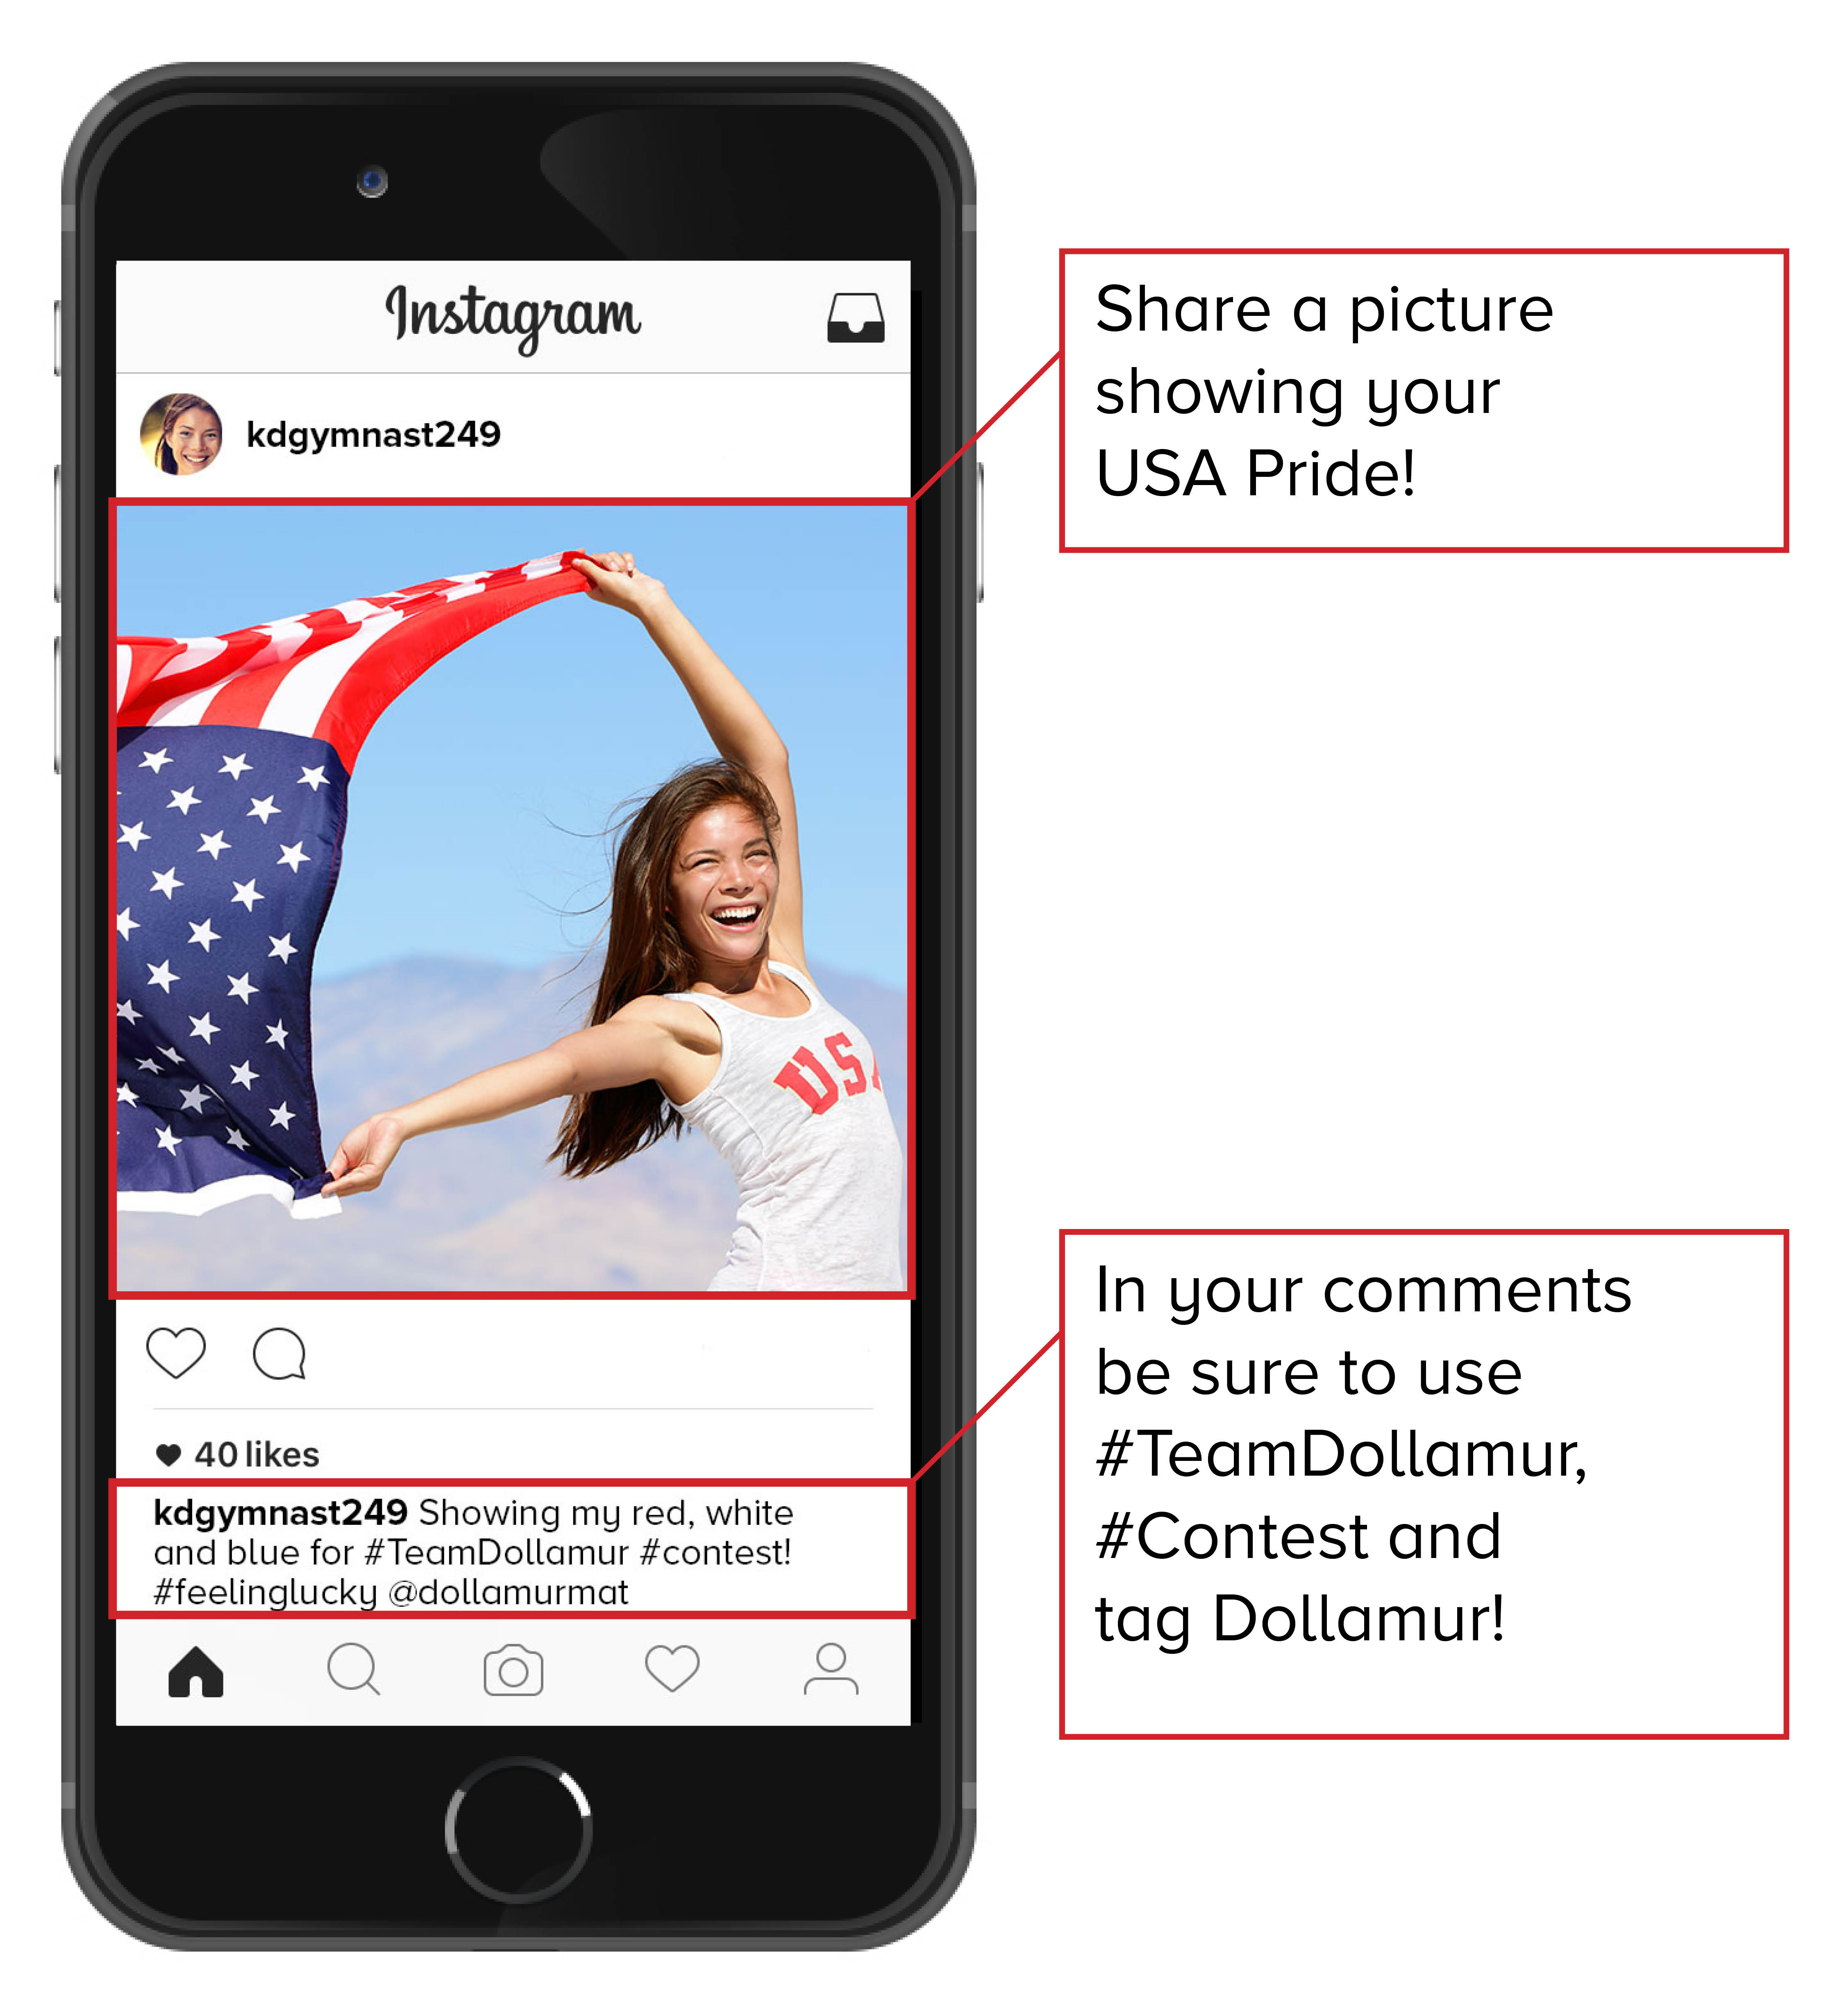 Instagram
kdgymnast249
USA
40 likes
kdgymnast249 Showing my red, white
and blue for #TeamDollamur #contest!
#feelinglucky @dollamurmat
Share a picture
showing your
USA Pride!
In your comments
be sure to use
#TeamDollamur,
#Contest and
tag Dollamur!